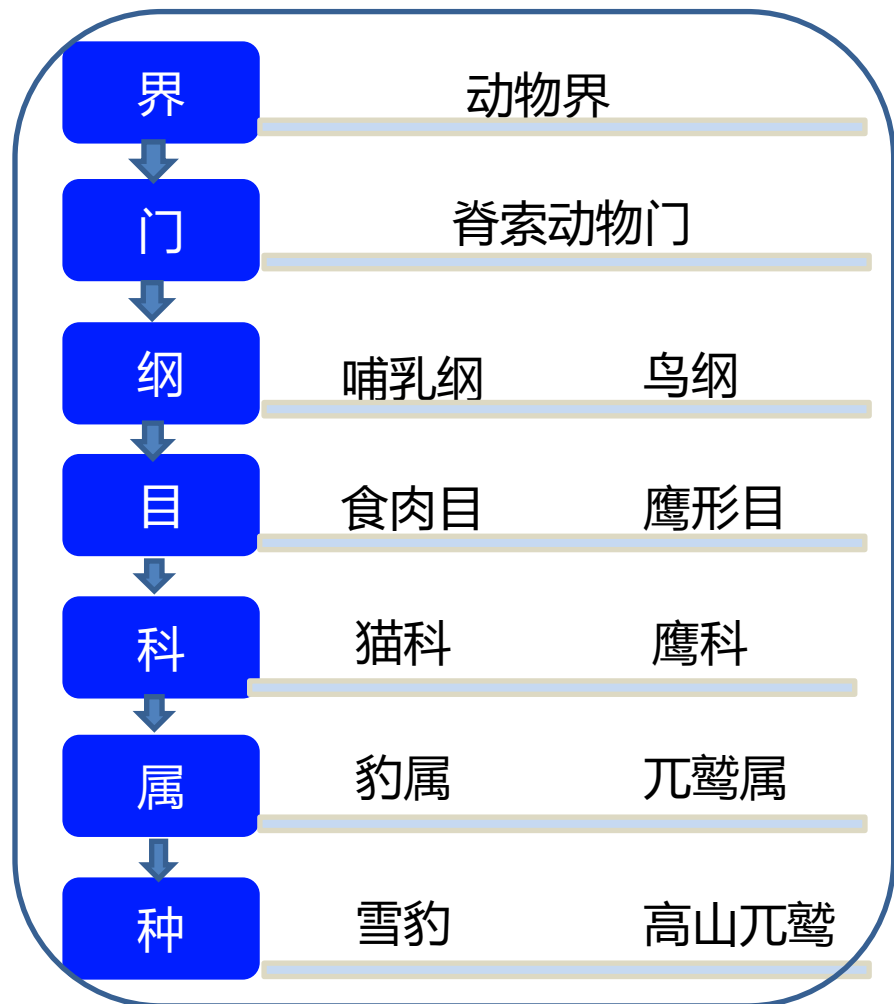 界 动物界
门 脊索动物门
纲 哺乳纲 鸟纲
目 食肉目 鹰形目
科 猫科 鹰科
属 豹属 兀鹫属
种 雪豹 高山兀鹫